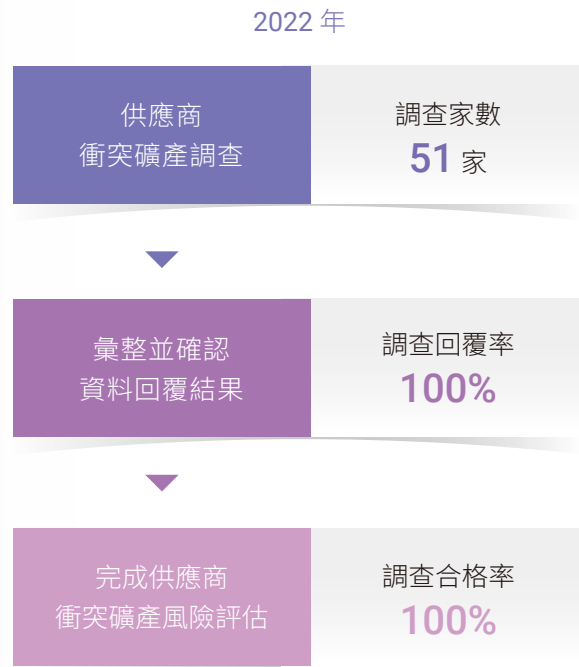 2022 年
供應商
衝突礦產調查
調查家數
51 家
彙整並確認
資料回覆結果
調查回覆率
100%
完成供應商
衝突礦產風險評估
調查合格率
100%